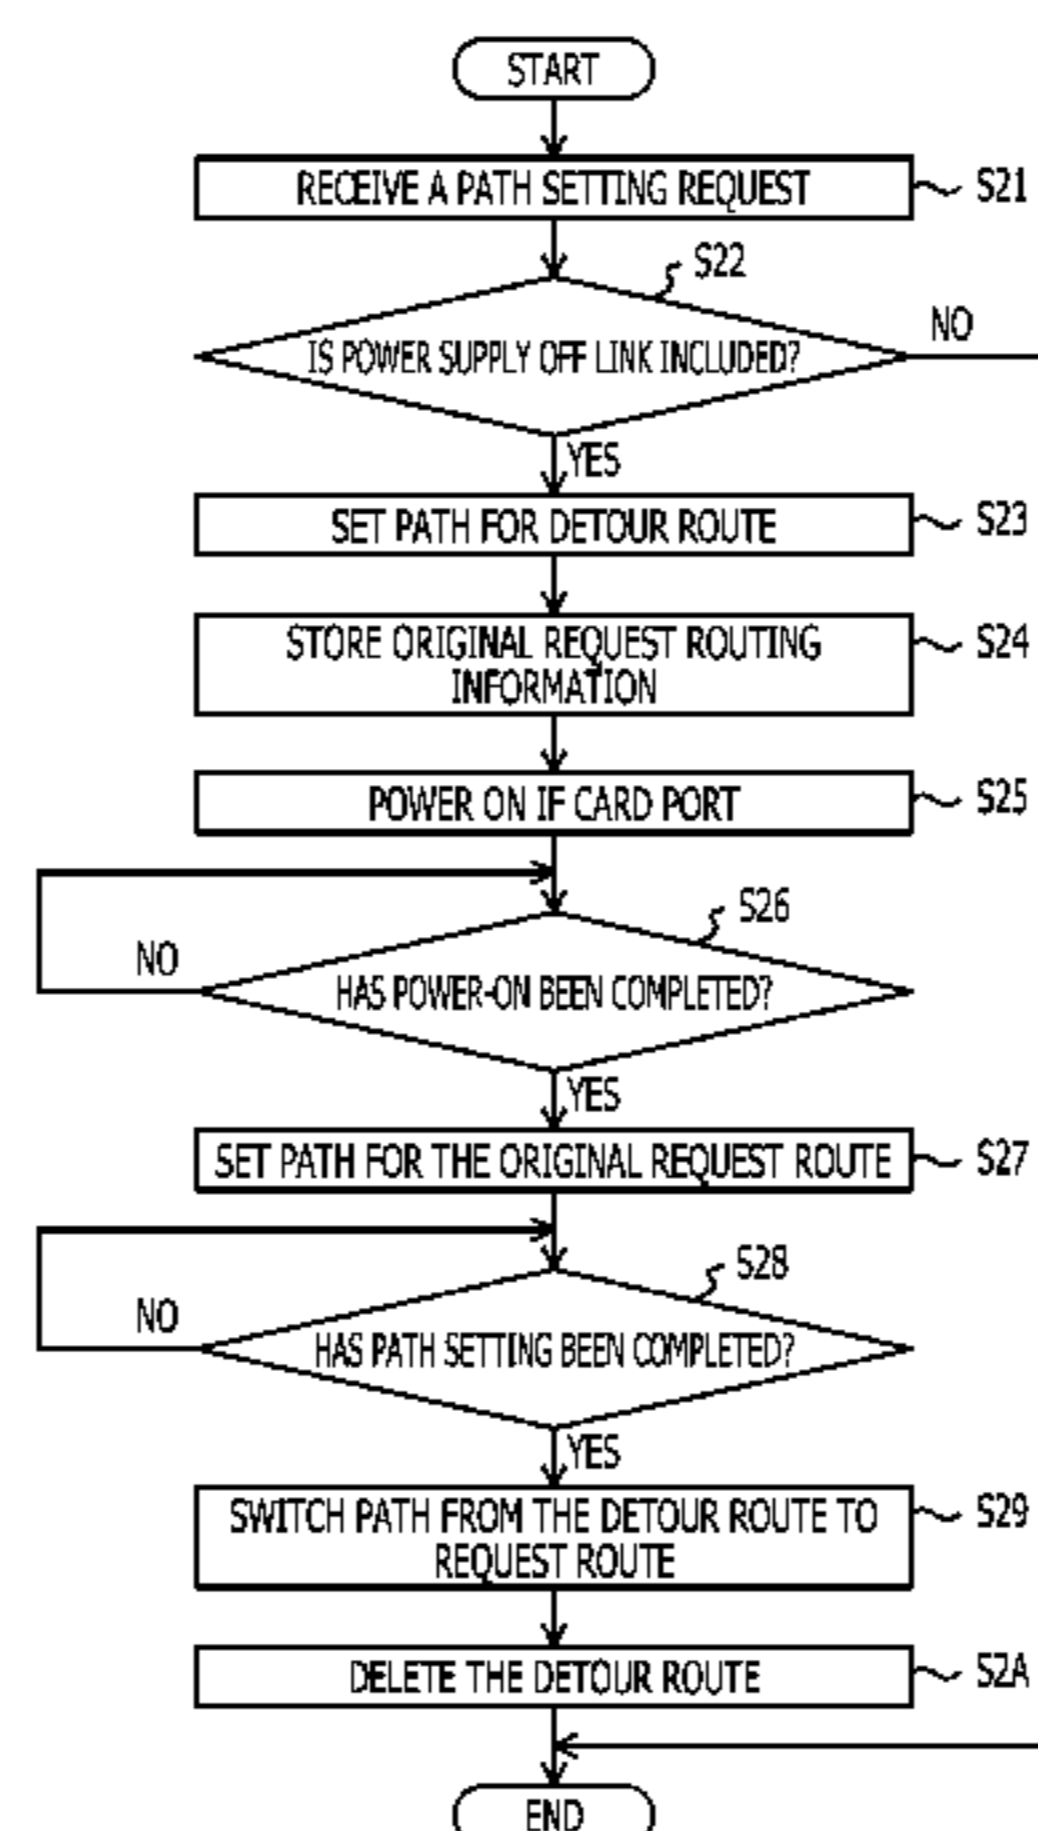 START
RECEIVE A PATH SETTING REQUEST
S21
S22
IS POWER SUPPLY OFF LINK INCLUDED?
NO
YES
SET PATH FOR DETOUR ROUTE
S23
STORE ORIGINAL REQUEST ROUTING
INFORMATION
S24
POWER ON IF CARD PORT
S25
S26
HAS POWER-ON BEEN COMPLETED?
NO
YES
SET PATH FOR THE ORIGINAL REQUEST ROUTE
S27
S28
HAS PATH SETTING BEEN COMPLETED?
NO
YES
SWITCH PATH FROM THE DETOUR ROUTE TO
REQUEST ROUTE
S29
DELETE THE DETOUR ROUTE
S2A
END